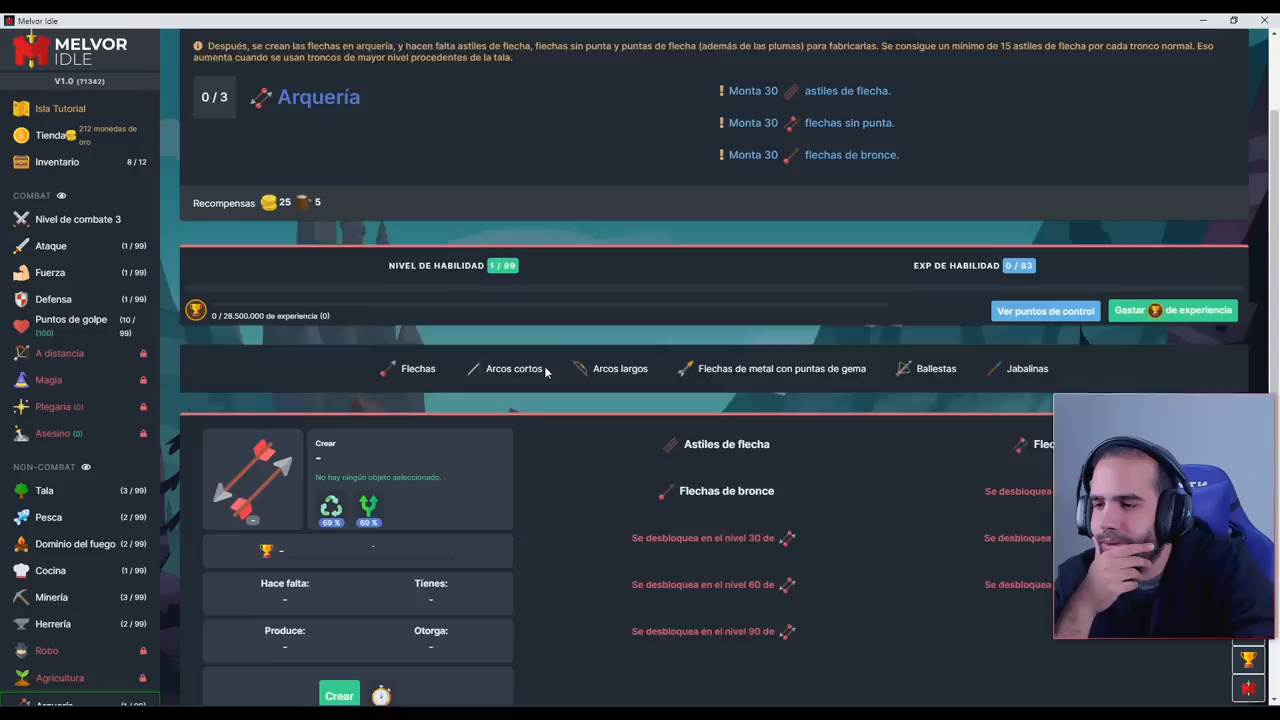 Melvor Idle
MELVOR
IDLE
V1.0 (?1342)
Isla Tutorial
Tienda 212 monedas de
oro
Inventario 8 / 12
COMBAT
Nivel de combate 3
Ataque (1 / 99)
Fuerza (1 / 99)
Defensa (1 / 99)
Puntos de golpe (10 /
(100) 99)
A distancia
Magia
Plegaria (0)
Asesino (0)
NON-COMBAT
Tala (3 / 99)
Pesca (2 / 99)
Dominio del fuego (2 / 99)
Cocina (1 / 99)
Minería (3 / 99)
Herrería (2 / 99)
Robo
Agricultura
Arquería (1 / 99)
Después, se crean las flechas en arquería, y hacen falta astiles de flecha, flechas sin punta y puntas de flecha (además de las plumas) para fabricarlas. Se consigue un mínimo de 15 astiles de flecha por cada tronco normal. Eso
aumenta cuando se usan troncos de mayor nivel procedentes de la tala.
0 / 3 Arquería
! Monta 30 astiles de flecha.
! Monta 30 flechas sin punta.
! Monta 30 flechas de bronce.
Recompensas 25 5
NIVEL DE HABILIDAD 1 / 99 EXP DE HABILIDAD 0 / 83
0 / 28.500.000 de experiencia (0) Ver puntos de control Gastar de experiencia
Flechas Arcos cortos Arcos largos Flechas de metal con puntas de gema Ballestas Jabalinas
Crear
-
No hay ningún objeto seleccionado.
69 % 69 %
-
- -
Hace falta: Tienes:
- -
Produce: Otorga:
- -
Crear
Astiles de flecha Flec
Flechas de bronce Se desbloquea
Se desbloquea en el nivel 30 de Se desbloquea
Se desbloquea en el nivel 60 de Se desbloquea
Se desbloquea en el nivel 90 de